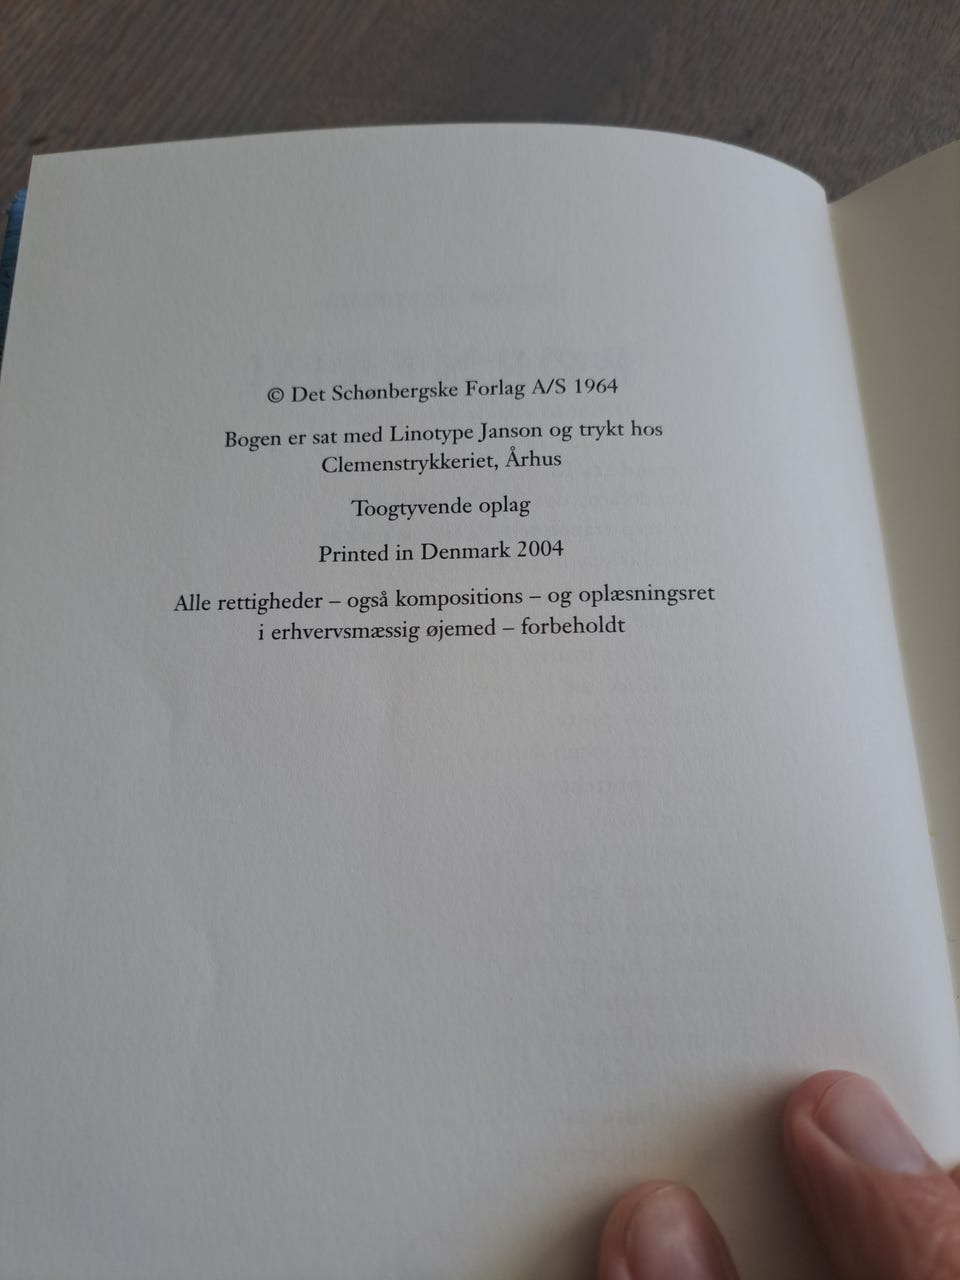 © Det Schønbergske Forlag A/S 1964
Bogen er sat med Linotype Janson og trykt hos
Clemenstrykkeriet, Århus
Toogtyvende oplag
Printed in Denmark 2004
Alle rettigheder – også kompositions – og oplæsningsret
i erhvervsmæssig øjemed – forbeholdt